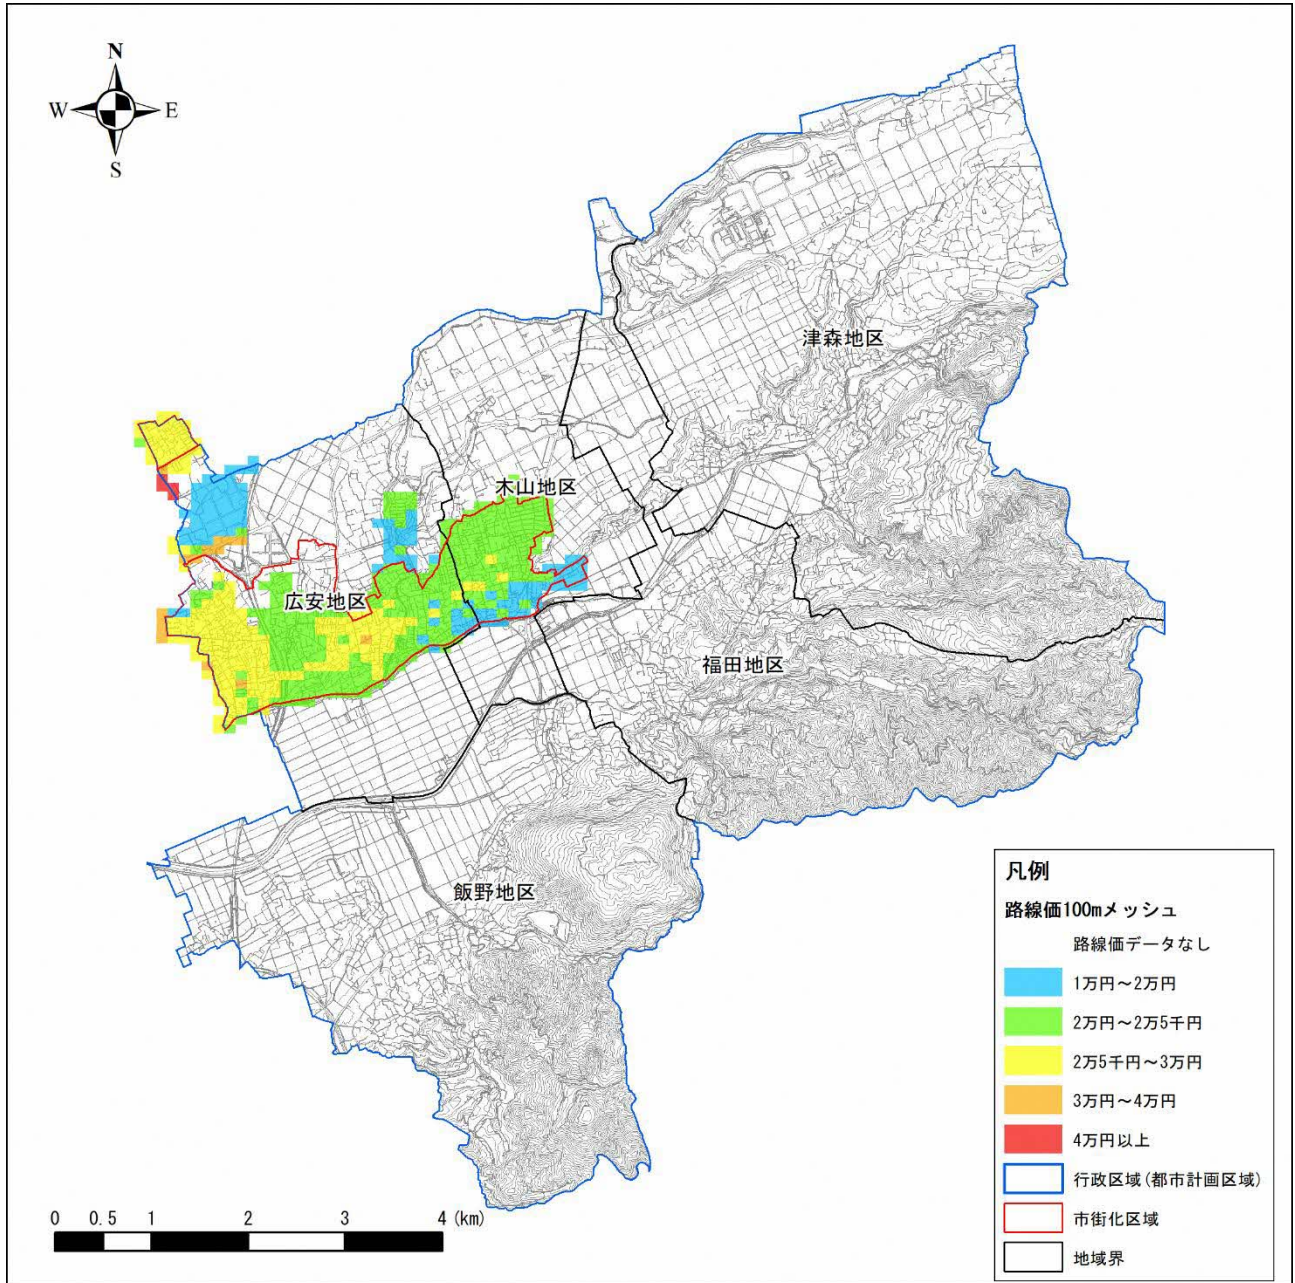 N
W E
S
津森地区
木山地区
広安地区
福田地区
飯野地区
凡例
路線価100mメッシュ
路線価データなし
1万円～2万円
2万円～2万5千円
2万5千円～3万円
3万円～4万円
4万円以上
行政区域(都市計画区域)
市街化区域
地域界
0 0.5 1 2 3 4 (km)